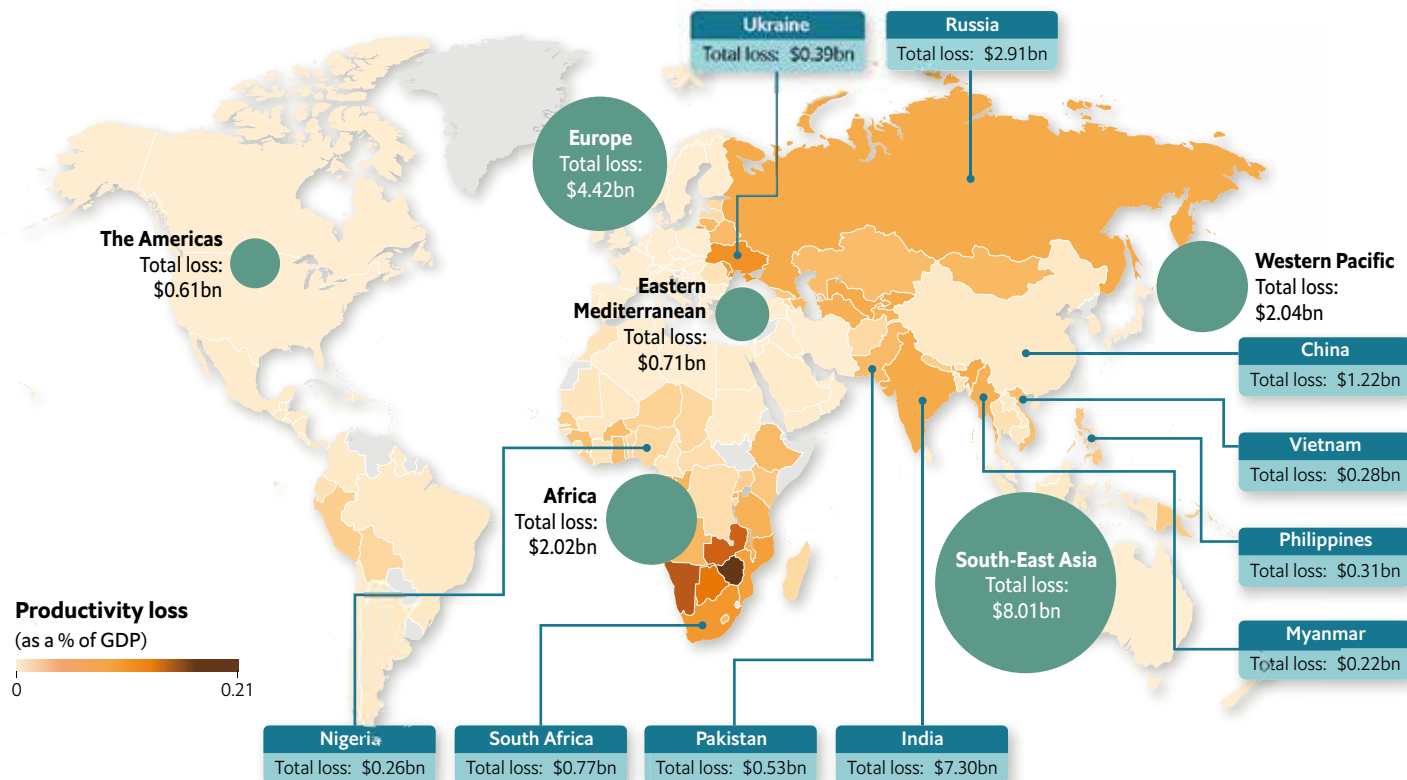 Ukraine
Total loss: $0.39bn
Russia
Total loss: $2.91bn
Europe
Total loss:
$4.42bn
The Americas
Total loss:
$0.61bn
Eastern
Mediterranean
Total loss:
$0.71bn
Western Pacific
Total loss:
$2.04bn
China
Total loss: $1.22bn
Vietnam
Total loss: $0.28bn
Africa
Total loss:
$2.02bn
South-East Asia
Total loss:
$8.01bn
Philippines
Total loss: $0.31bn
Myanmar
Total loss: $0.22bn
Productivity loss
(as a % of GDP)
0 0.21
Nigeria
Total loss: $0.26bn
South Africa
Total loss: $0.77bn
Pakistan
Total loss: $0.53bn
India
Total loss: $7.30bn